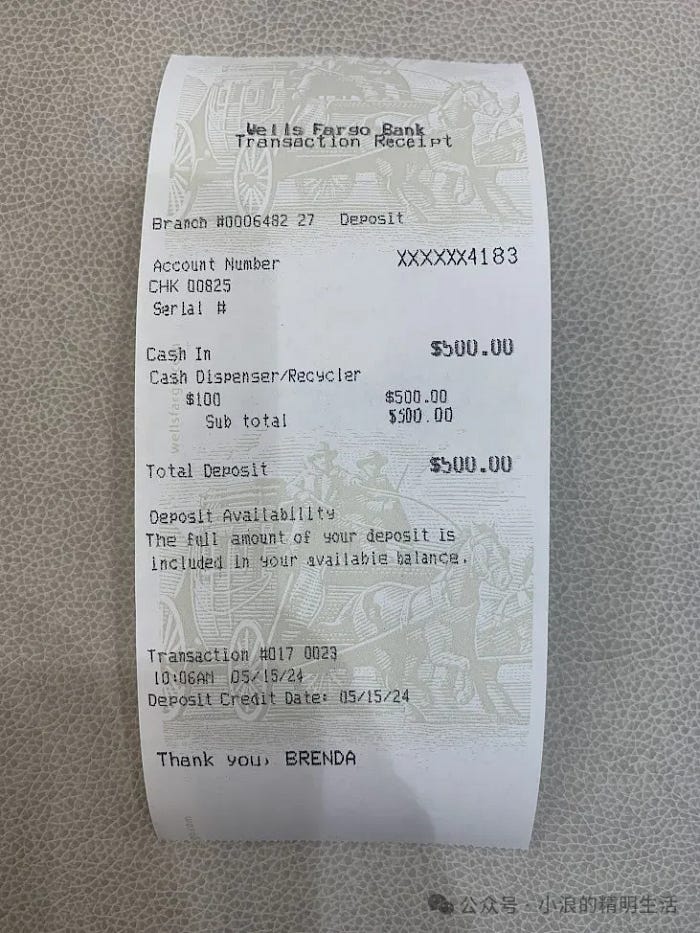 Wells Fargo Bank
Transaction Receipt
Branch #0006482 27 Deposit
Account Number XXXXXX4183
CHK 00825
Serial #
Cash In $500.00
Cash Dispenser/Recycler
$100 $500.00
Sub total $500.00
Total Deposit $500.00
Deposit Availability
The full amount of your deposit is
included in your available balance.
Transaction #017 0023
10:06AM 05/15/24
Deposit Credit Date: 05/15/24
Thank you, BRENDA
公众号 · 小浪的精明生活